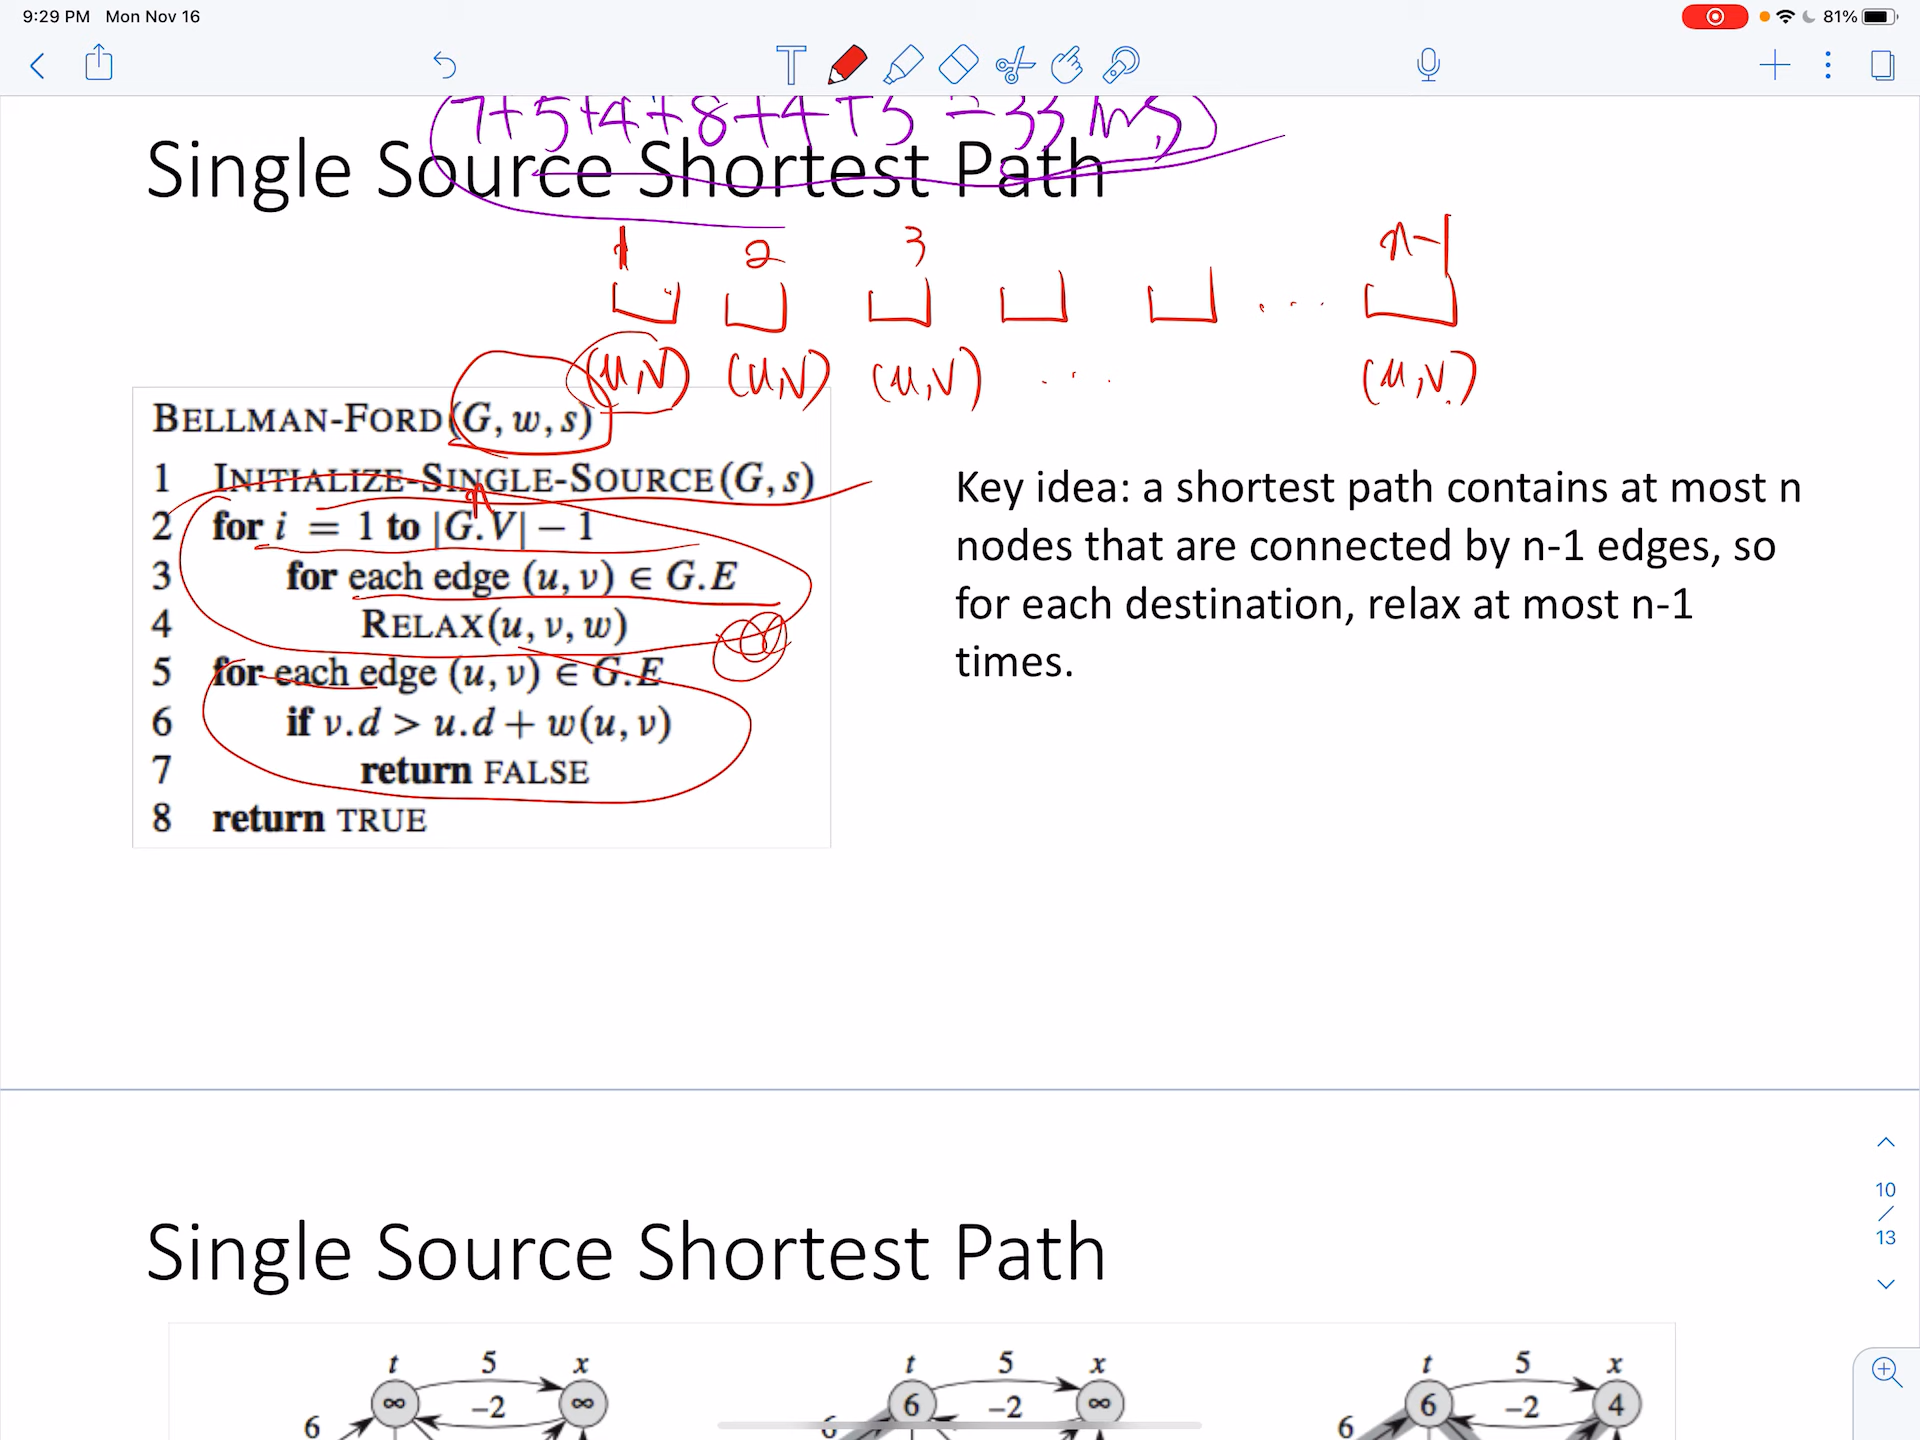 9:29 PM Mon Nov 16
81%
7+5+4+8+4+5 = 33 hrs
Single Source Shortest Path
1 2 3 n-1
... 
(u,v) (u,v) (u,v) ... (u,v)
BELLMAN-FORD(G, w, s)
1 INITIALIZE-SINGLE-SOURCE(G, s)
2 for i = 1 to |G.V| − 1
3 for each edge (u, v) ∈ G.E
4 RELAX(u, v, w)
5 for each edge (u, v) ∈ G.E
6 if v.d > u.d + w(u, v)
7 return FALSE
8 return TRUE
Key idea: a shortest path contains at most n
nodes that are connected by n-1 edges, so
for each destination, relax at most n-1
times.
10
/
13
Single Source Shortest Path
t 5 x t 5 x t 5 x
∞ −2 ∞ 6 −2 ∞ 6 −2 4
6 6 6